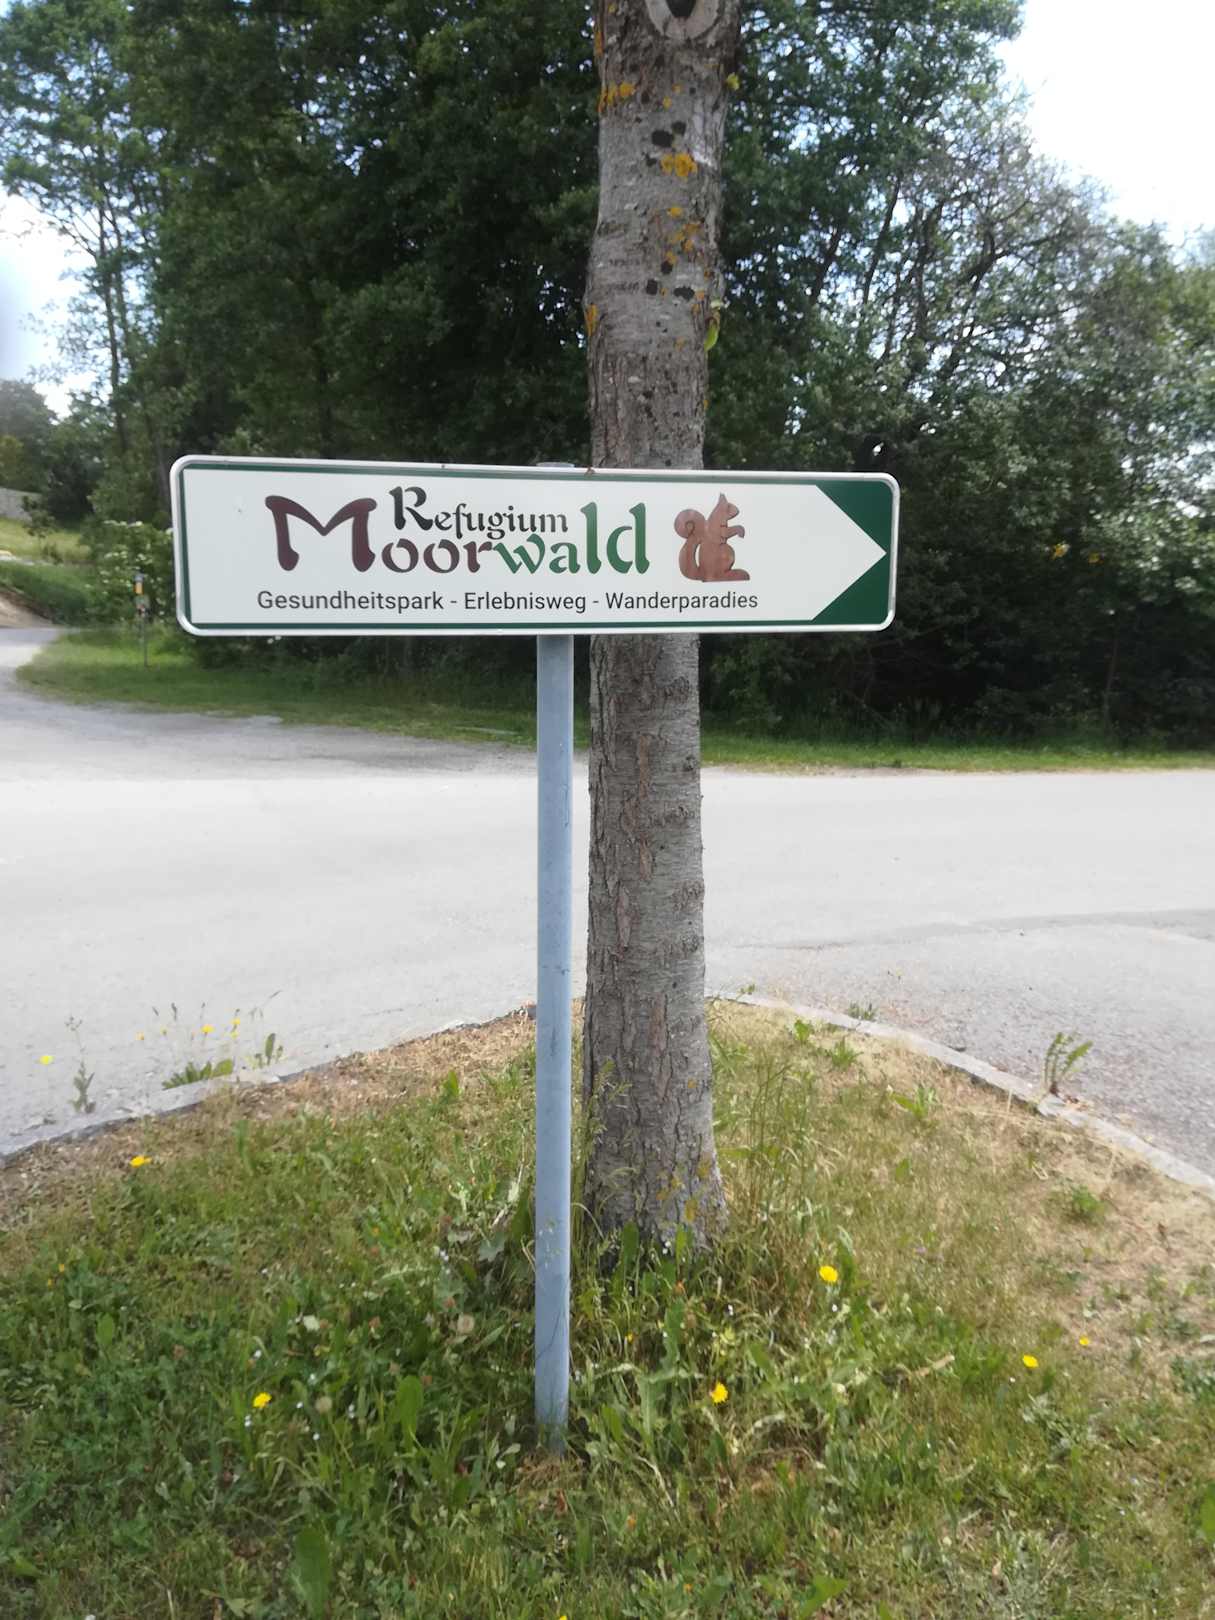 Refugium
Moorwald
Gesundheitspark - Erlebnisweg - Wanderparadies